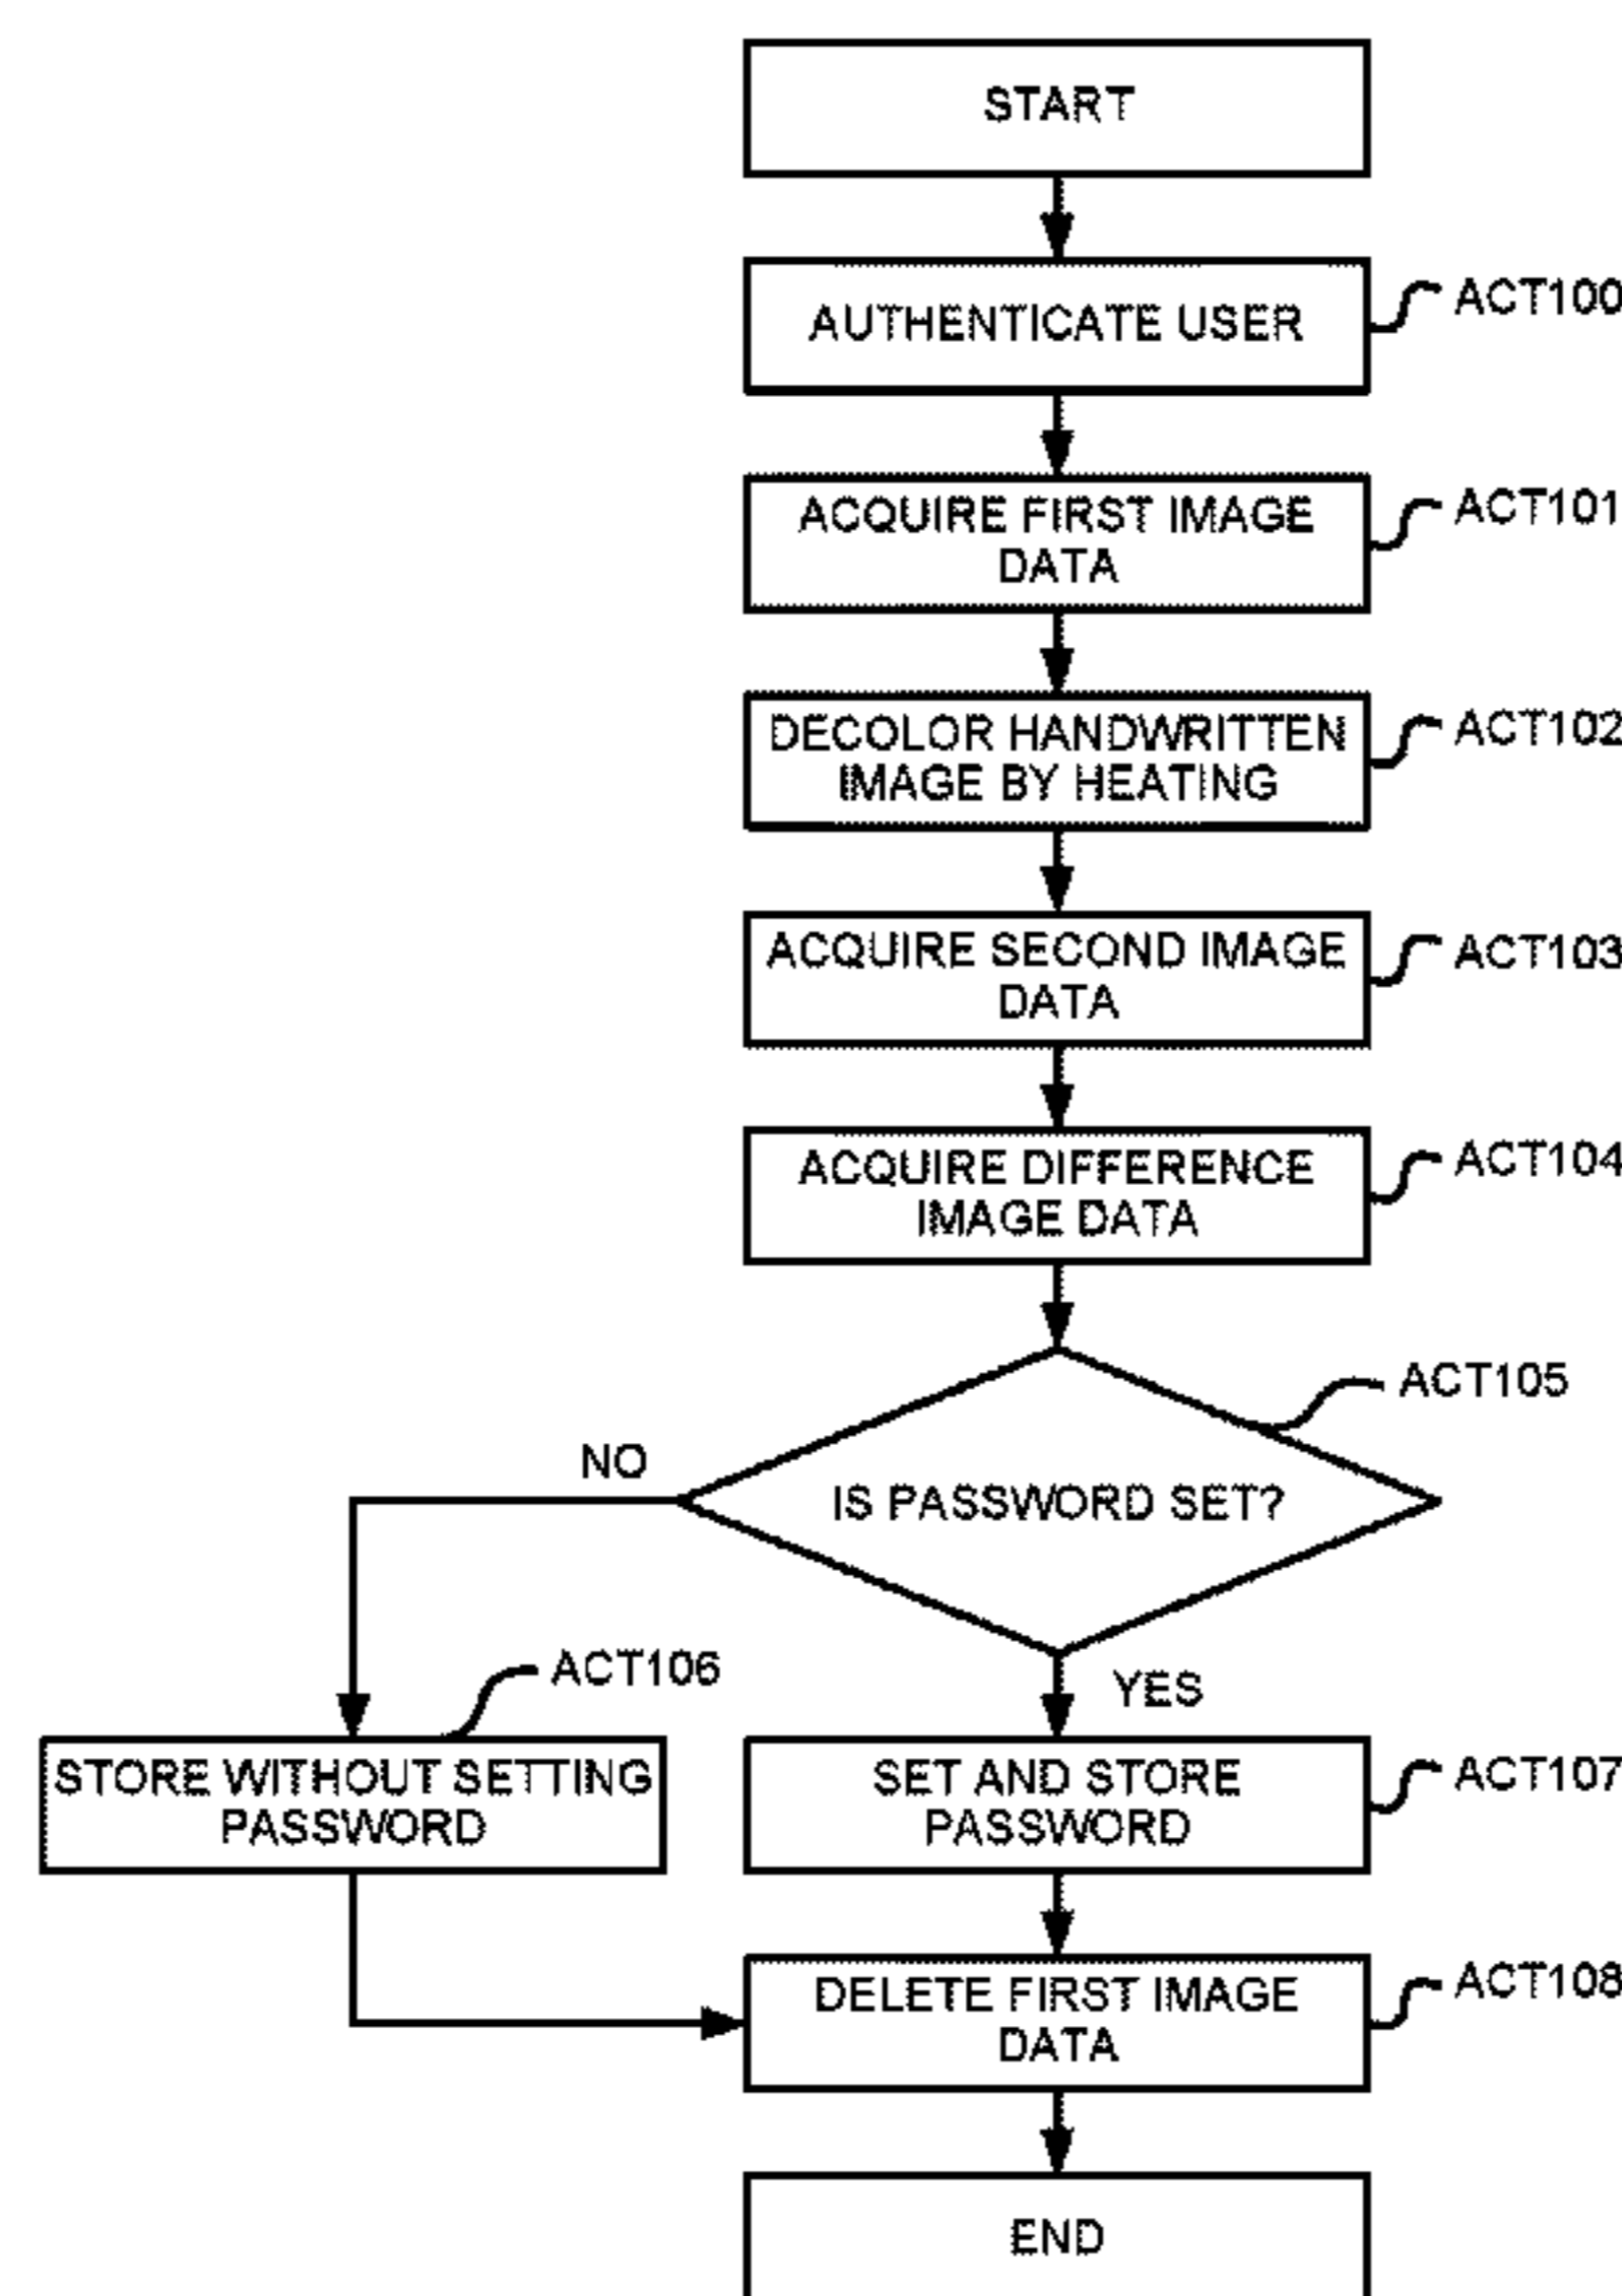 START
AUTHENTICATE USER
ACT100
ACQUIRE FIRST IMAGE
DATA
ACT101
DECOLOR HANDWRITTEN
IMAGE BY HEATING
ACT102
ACQUIRE SECOND IMAGE
DATA
ACT103
ACQUIRE DIFFERENCE
IMAGE DATA
ACT104
IS PASSWORD SET?
ACT105
NO
YES
STORE WITHOUT SETTING
PASSWORD
ACT106
SET AND STORE
PASSWORD
ACT107
DELETE FIRST IMAGE
DATA
ACT108
END